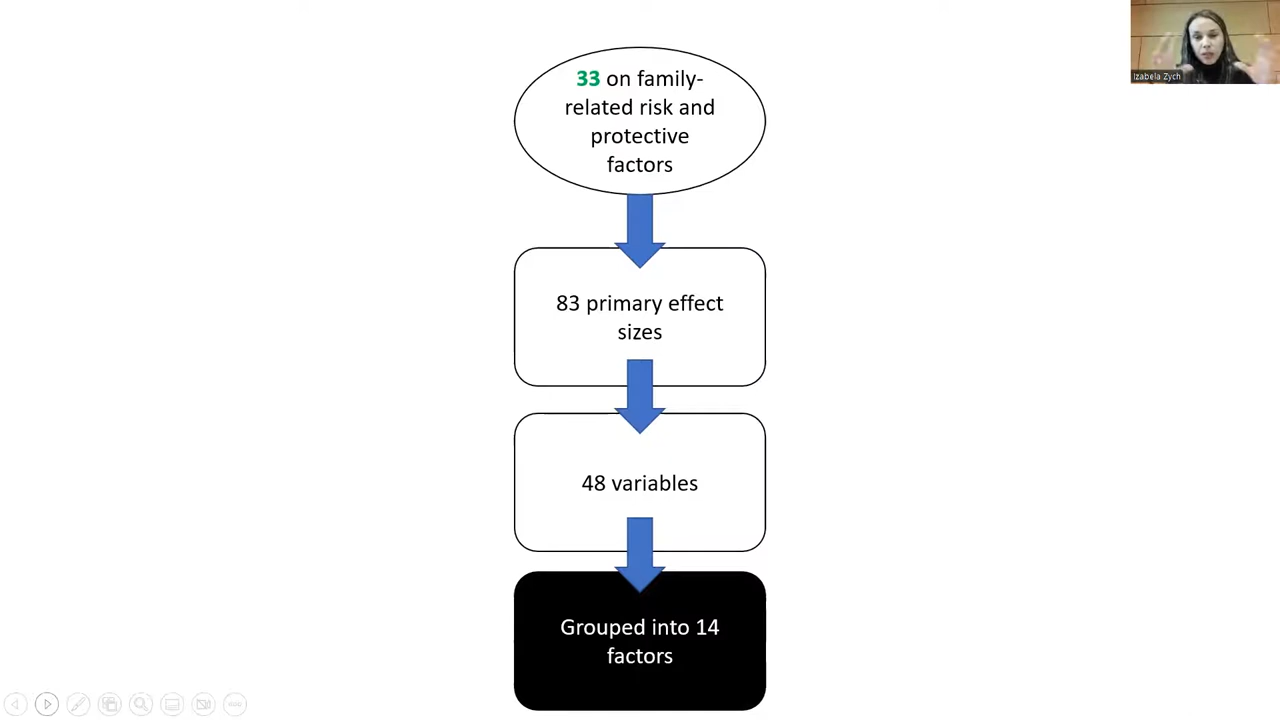 33 on family-
related risk and
protective
factors
Izabela Zych
83 primary effect
sizes
48 variables
Grouped into 14
factors